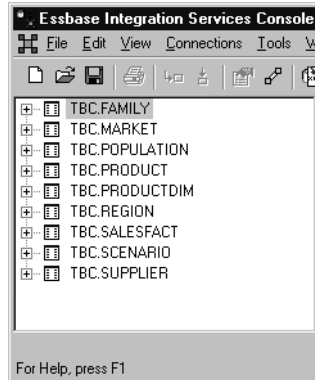 Essbase Integration Services Console
File Edit View Connections Tools
TBC.FAMILY
TBC.MARKET
TBC.POPULATION
TBC.PRODUCT
TBC.PRODUCTDIM
TBC.REGION
TBC.SALESFACT
TBC.SCENARIO
TBC.SUPPLIER
For Help, press F1